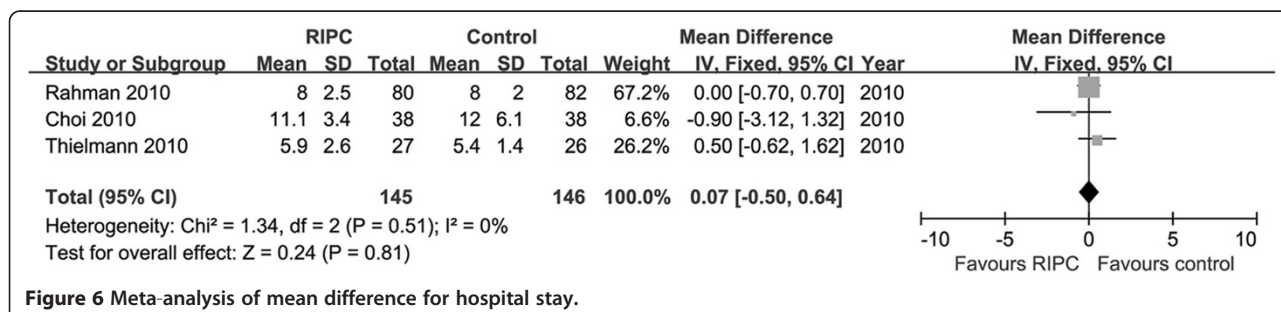 RIPC Control Mean Difference Mean Difference
Study or Subgroup Mean SD Total Mean SD Total Weight IV, Fixed, 95% CI Year IV, Fixed, 95% CI
Rahman 2010 8 2.5 80 8 2 82 67.2% 0.00 [-0.70, 0.70] 2010
Choi 2010 11.1 3.4 38 12 6.1 38 6.6% -0.90 [-3.12, 1.32] 2010
Thielmann 2010 5.9 2.6 27 5.4 1.4 26 26.2% 0.50 [-0.62, 1.62] 2010
Total (95% CI) 145 146 100.0% 0.07 [-0.50, 0.64]
Heterogeneity: Chi² = 1.34, df = 2 (P = 0.51); I² = 0%
Test for overall effect: Z = 0.24 (P = 0.81)
-10 -5 0 5 10
Favours RIPC Favours control
Figure 6 Meta-analysis of mean difference for hospital stay.